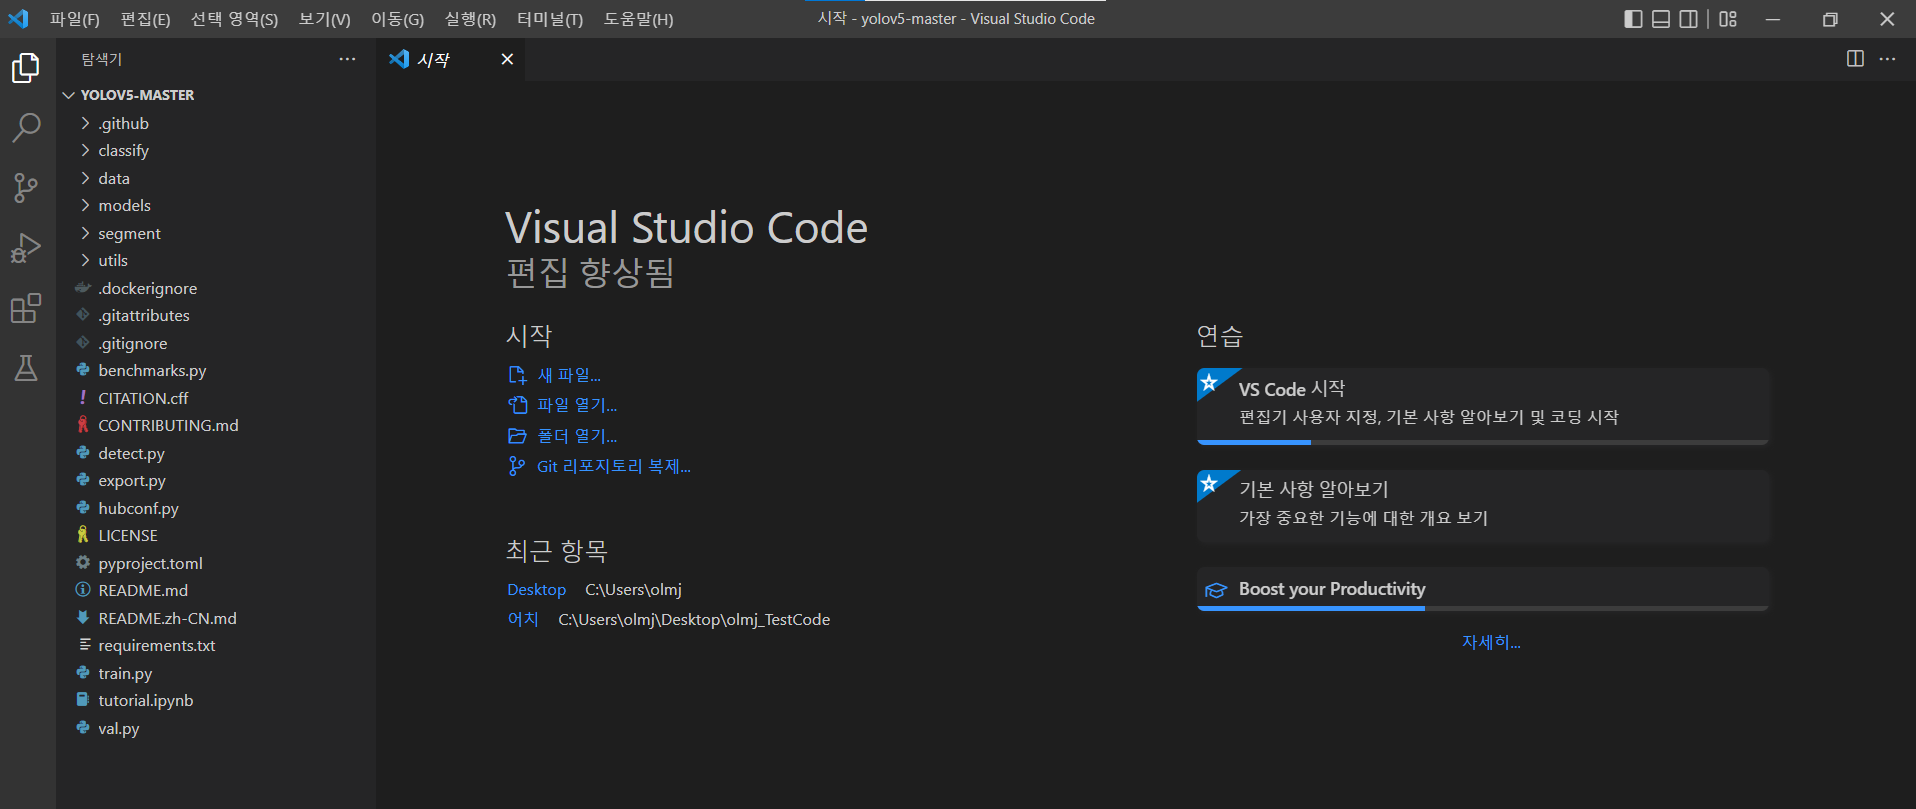 파일(F) 편집(E) 선택 영역(S) 보기(V) 이동(G) 실행(R) 터미널(T) 도움말(H)
시작 - yolov5-master - Visual Studio Code
탐색기
시작
YOLOV5-MASTER
.github
classify
data
models
segment
utils
.dockerignore
.gitattributes
.gitignore
benchmarks.py
CITATION.cff
CONTRIBUTING.md
detect.py
export.py
hubconf.py
LICENSE
pyproject.toml
README.md
README.zh-CN.md
requirements.txt
train.py
tutorial.ipynb
val.py
Visual Studio Code
편집 향상됨
시작
새 파일...
파일 열기...
폴더 열기...
Git 리포지토리 복제...
최근 항목
Desktop C:\Users\olmj
어치 C:\Users\olmj\Desktop\olmj_TestCode
연습
VS Code 시작
편집기 사용자 지정, 기본 사항 알아보기 및 코딩 시작
기본 사항 알아보기
가장 중요한 기능에 대한 개요 보기
Boost your Productivity
자세히...